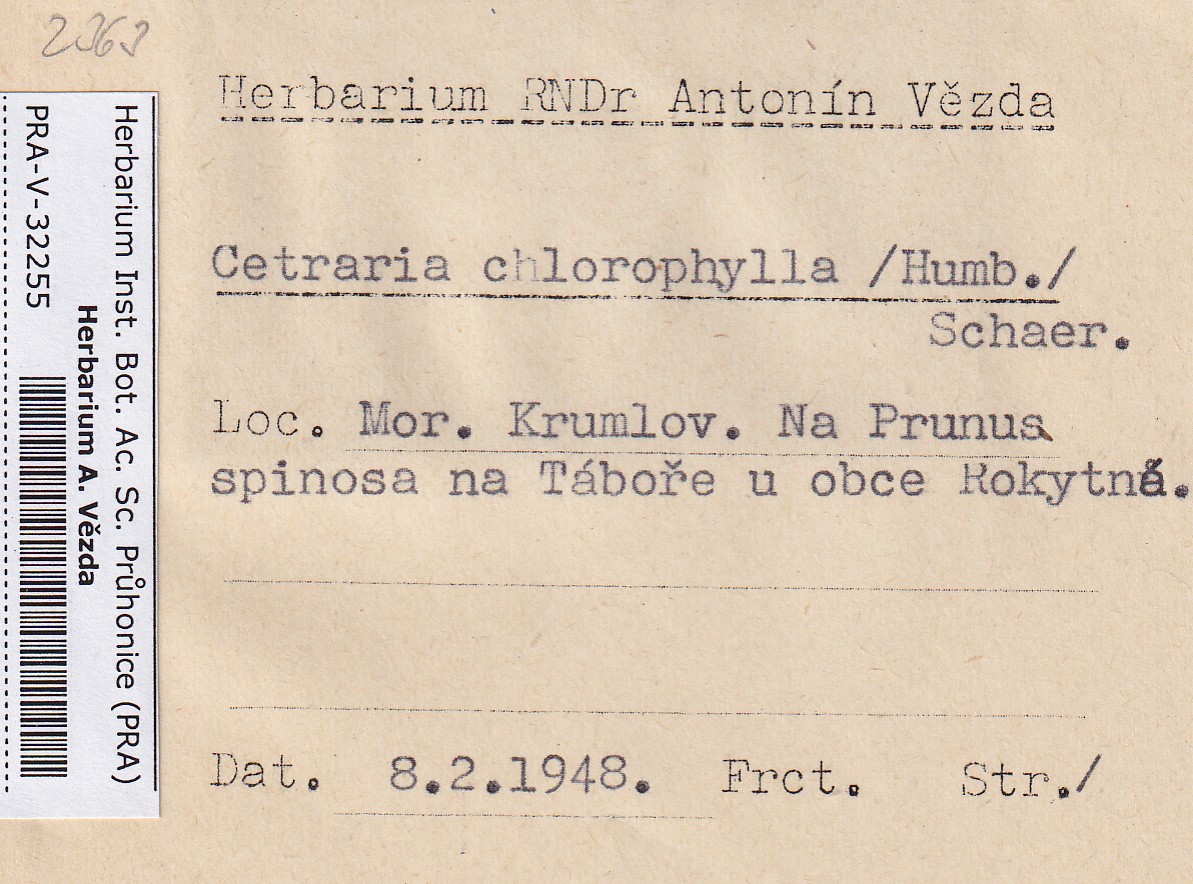 2363
Herbarium RNDr Antonín Vězda
Cetraria chlorophylla /Humb./
Schaer.
Loc. Mor. Krumlov. Na Prunus
spinosa na Táboře u obce Rokytná.
Dat. 8.2.1948. Frct. Str./
Herbarium Inst. Bot. Ac. Sc. Průhonice (PRA)
Herbarium A. Vězda
PRA-V-32255